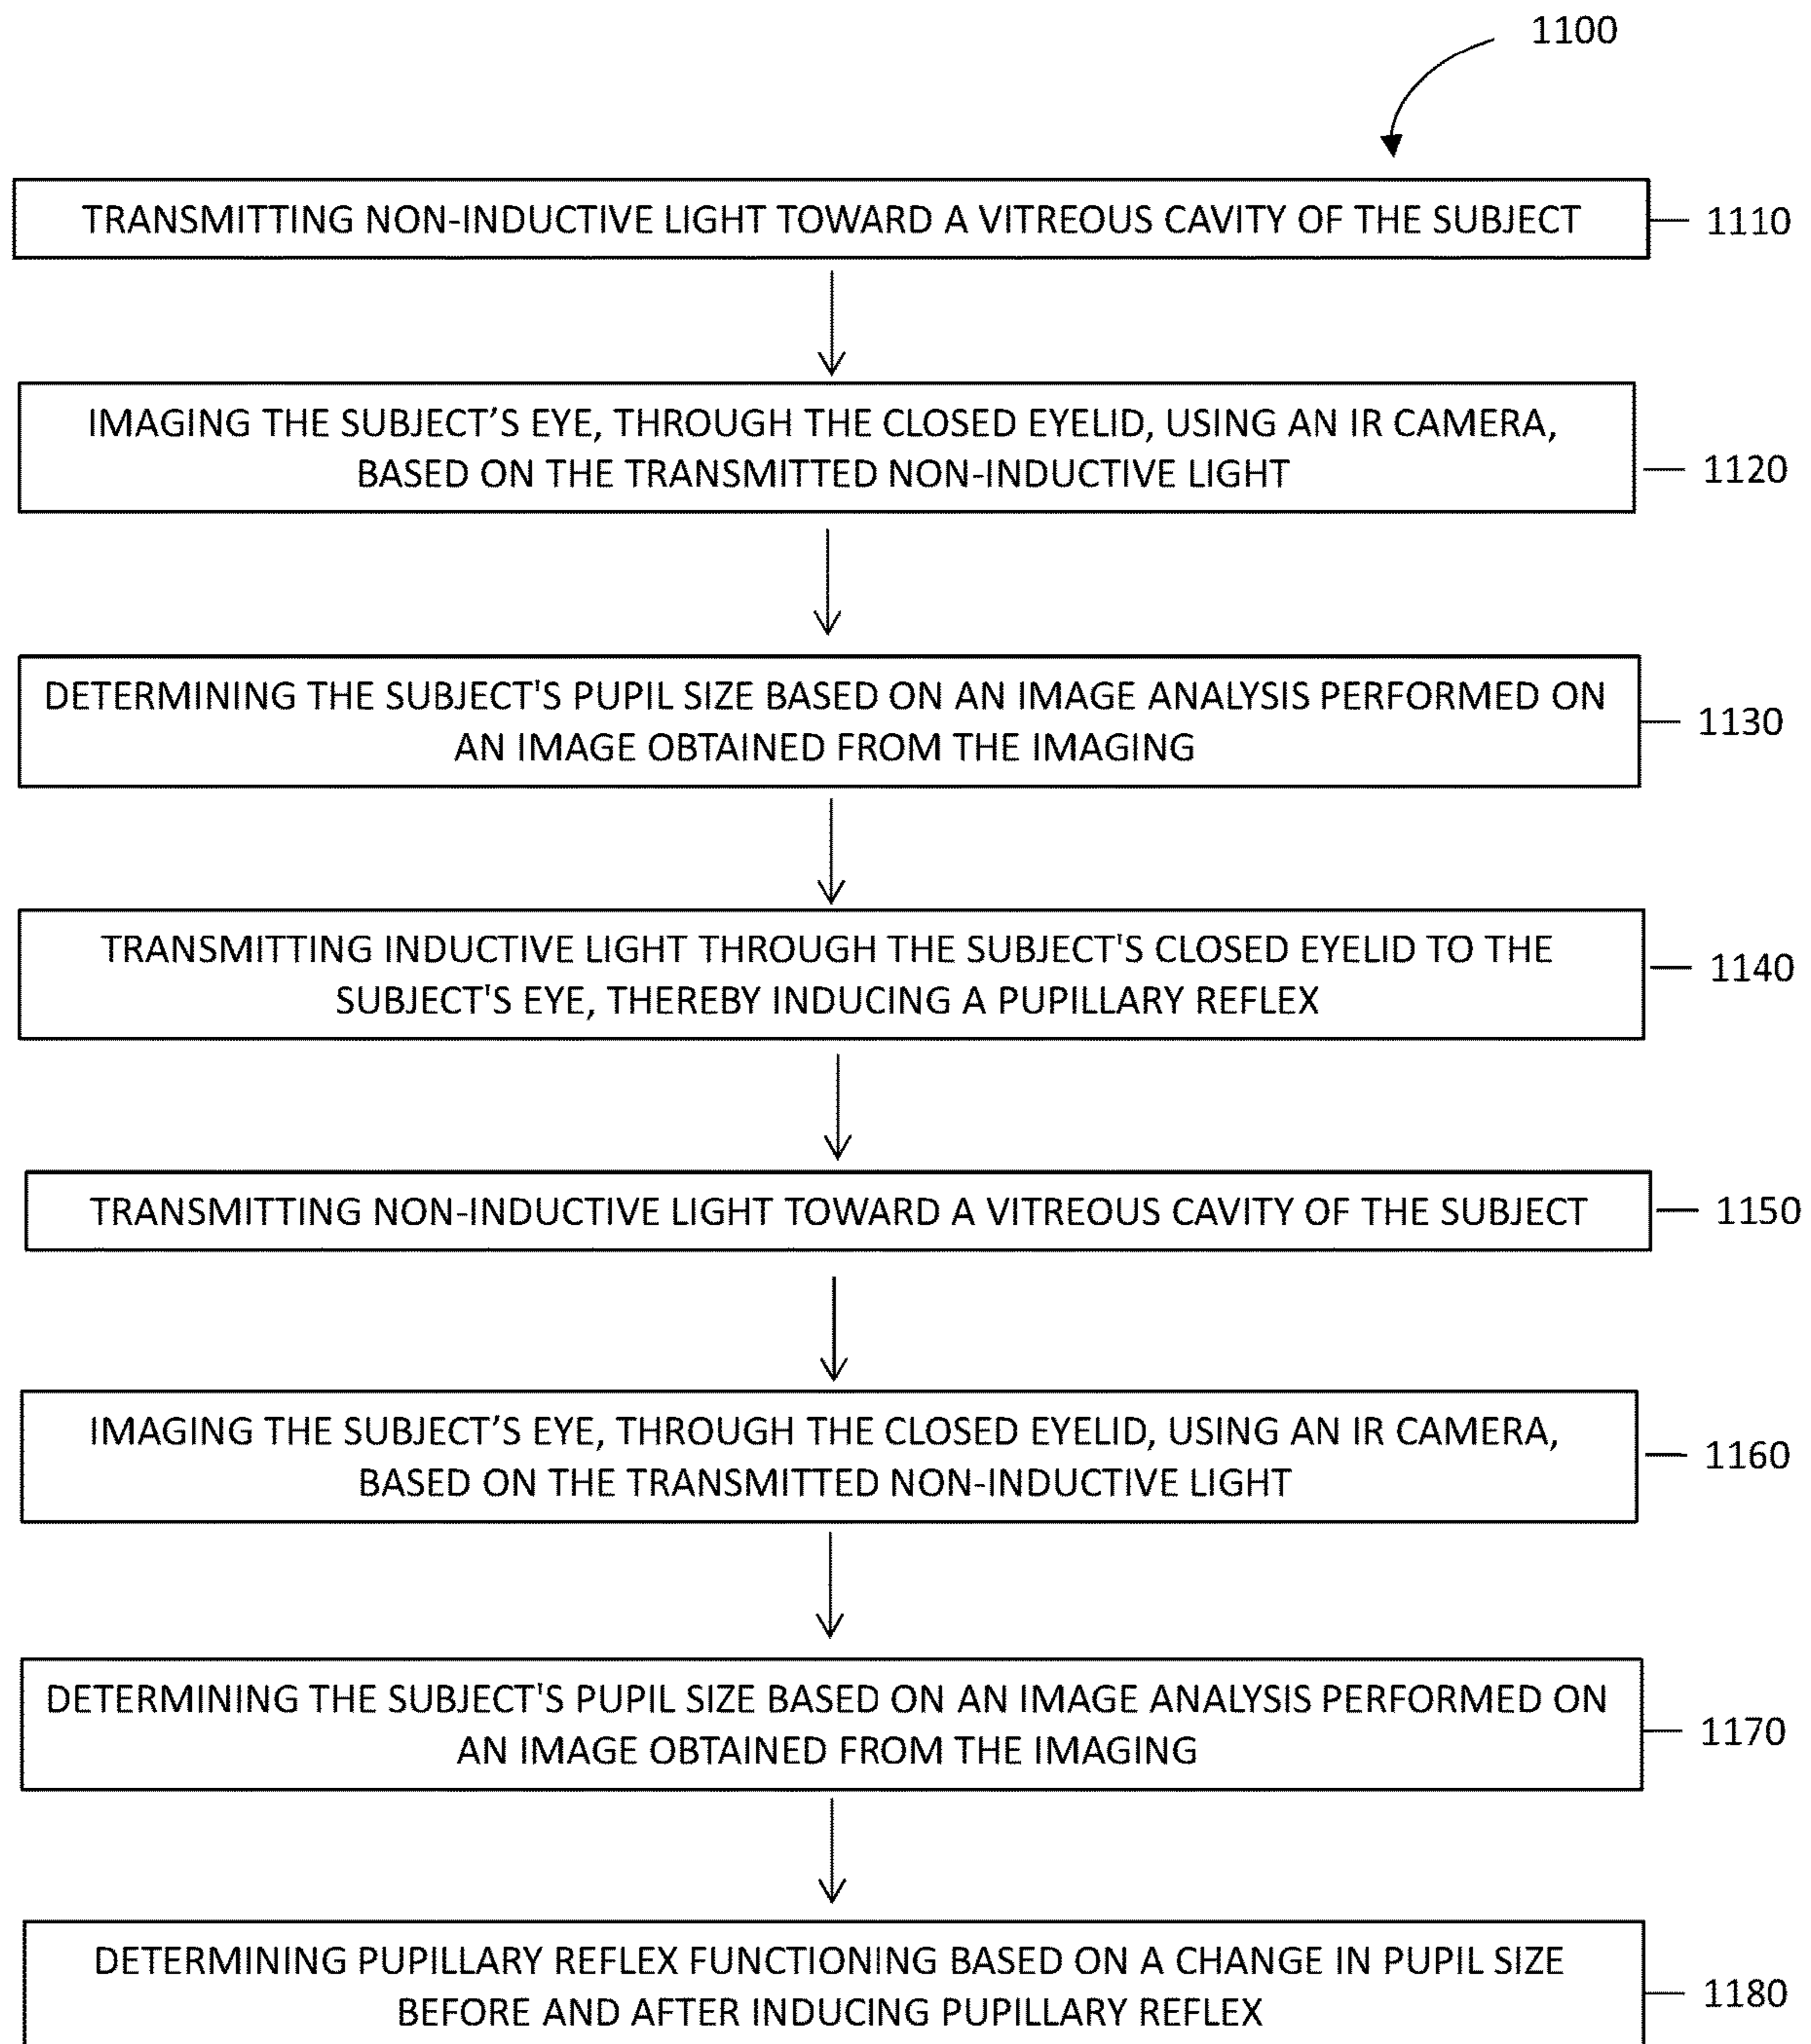 1100
TRANSMITTING NON-INDUCTIVE LIGHT TOWARD A VITREOUS CAVITY OF THE SUBJECT
1110
IMAGING THE SUBJECT’S EYE, THROUGH THE CLOSED EYELID, USING AN IR CAMERA,
BASED ON THE TRANSMITTED NON-INDUCTIVE LIGHT
1120
DETERMINING THE SUBJECT'S PUPIL SIZE BASED ON AN IMAGE ANALYSIS PERFORMED ON
AN IMAGE OBTAINED FROM THE IMAGING
1130
TRANSMITTING INDUCTIVE LIGHT THROUGH THE SUBJECT'S CLOSED EYELID TO THE
SUBJECT'S EYE, THEREBY INDUCING A PUPILLARY REFLEX
1140
TRANSMITTING NON-INDUCTIVE LIGHT TOWARD A VITREOUS CAVITY OF THE SUBJECT
1150
IMAGING THE SUBJECT’S EYE, THROUGH THE CLOSED EYELID, USING AN IR CAMERA,
BASED ON THE TRANSMITTED NON-INDUCTIVE LIGHT
1160
DETERMINING THE SUBJECT'S PUPIL SIZE BASED ON AN IMAGE ANALYSIS PERFORMED ON
AN IMAGE OBTAINED FROM THE IMAGING
1170
DETERMINING PUPILLARY REFLEX FUNCTIONING BASED ON A CHANGE IN PUPIL SIZE
BEFORE AND AFTER INDUCING PUPILLARY REFLEX
1180